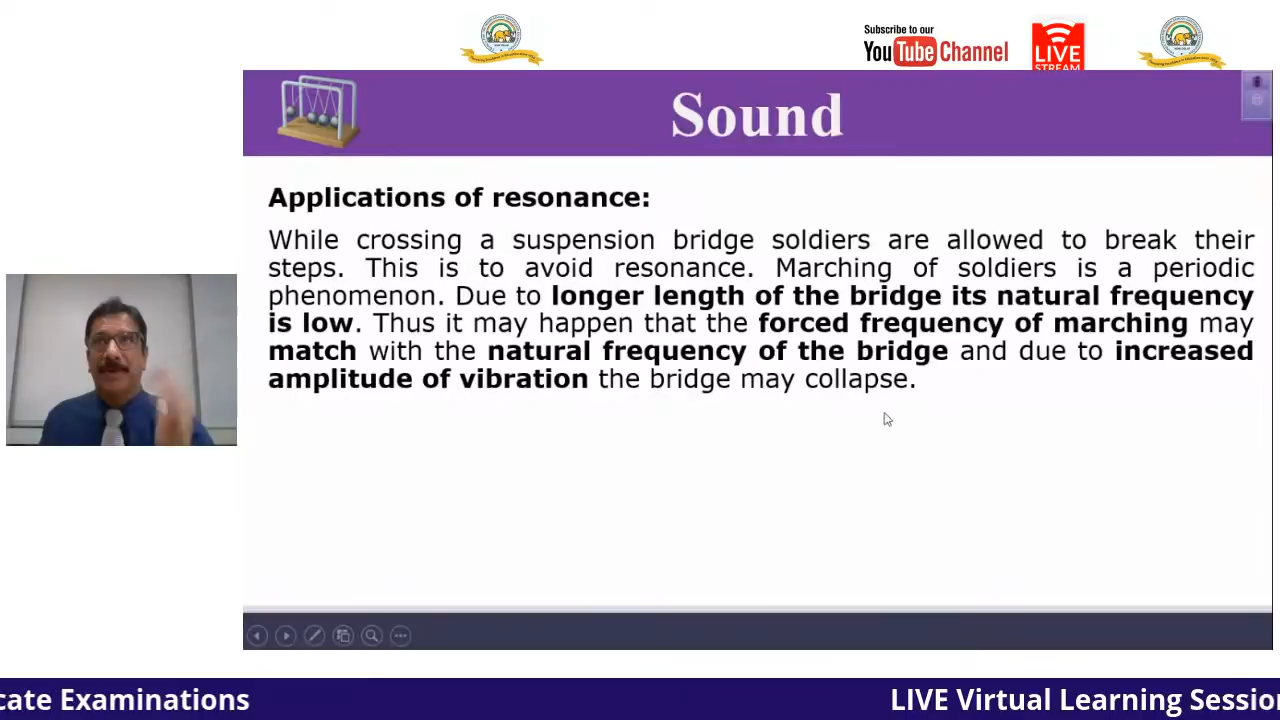 Subscribe to our
YouTube Channel
LIVE
STREAM
Sound
Applications of resonance:
While crossing a suspension bridge soldiers are allowed to break their
steps. This is to avoid resonance. Marching of soldiers is a periodic
phenomenon. Due to longer length of the bridge its natural frequency
is low. Thus it may happen that the forced frequency of marching may
match with the natural frequency of the bridge and due to increased
amplitude of vibration the bridge may collapse.
cate Examinations
LIVE Virtual Learning Session